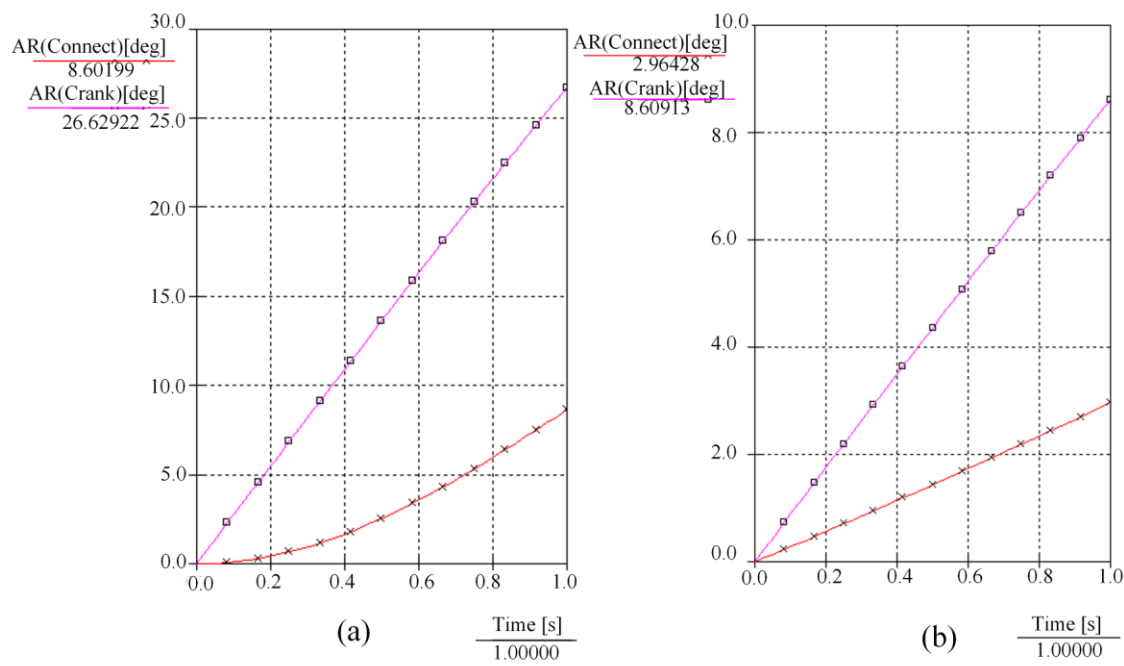 30.0
AR(Connect)[deg]
8.60199
AR(Crank)[deg]
26.62922
25.0
20.0
15.0
10.0
5.0
0.0
0.0 0.2 0.4 0.6 0.8 1.0
(a)
Time [s]
1.00000
10.0
AR(Connect)[deg]
2.96428
AR(Crank)[deg]
8.60913
8.0
6.0
4.0
2.0
0.0
0.0 0.2 0.4 0.6 0.8 1.0
(b)
Time [s]
1.00000